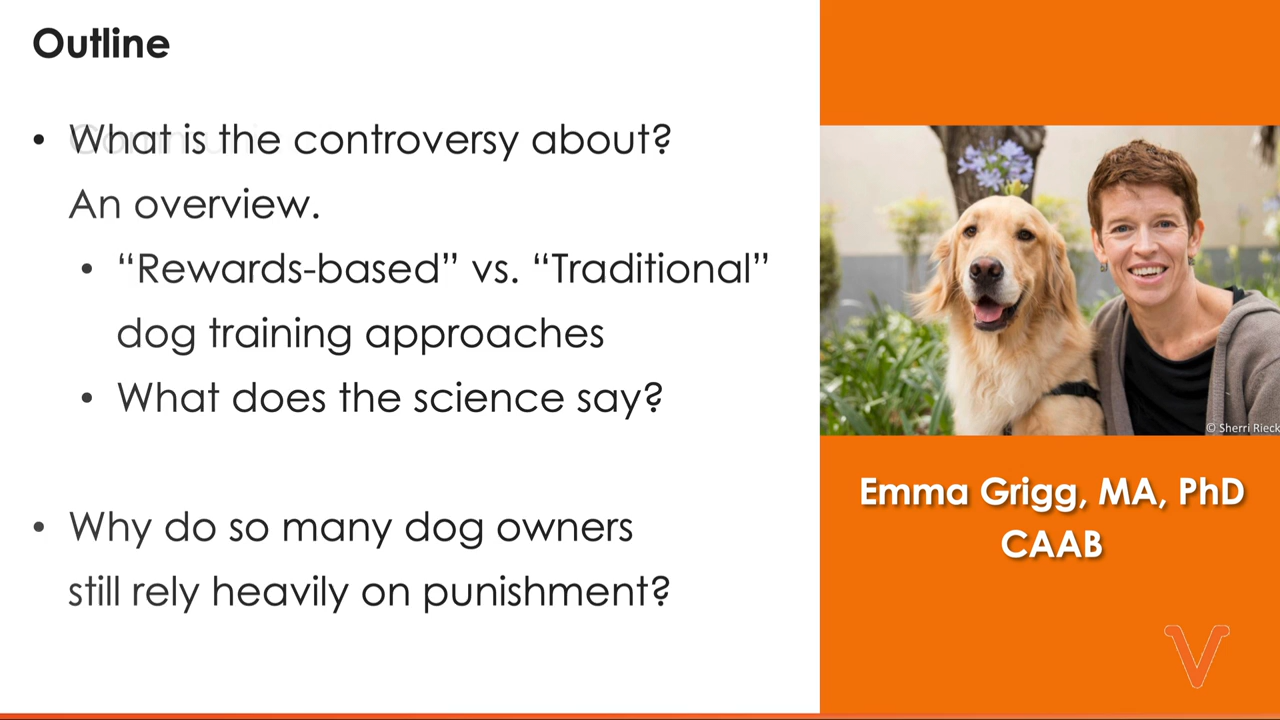 Outline
• What is the controversy about?
An overview.
• “Rewards-based” vs. “Traditional”
dog training approaches
• What does the science say?
• Why do so many dog owners
still rely heavily on punishment?
© Sherri Rieck
Emma Grigg, MA, PhD
CAAB
V